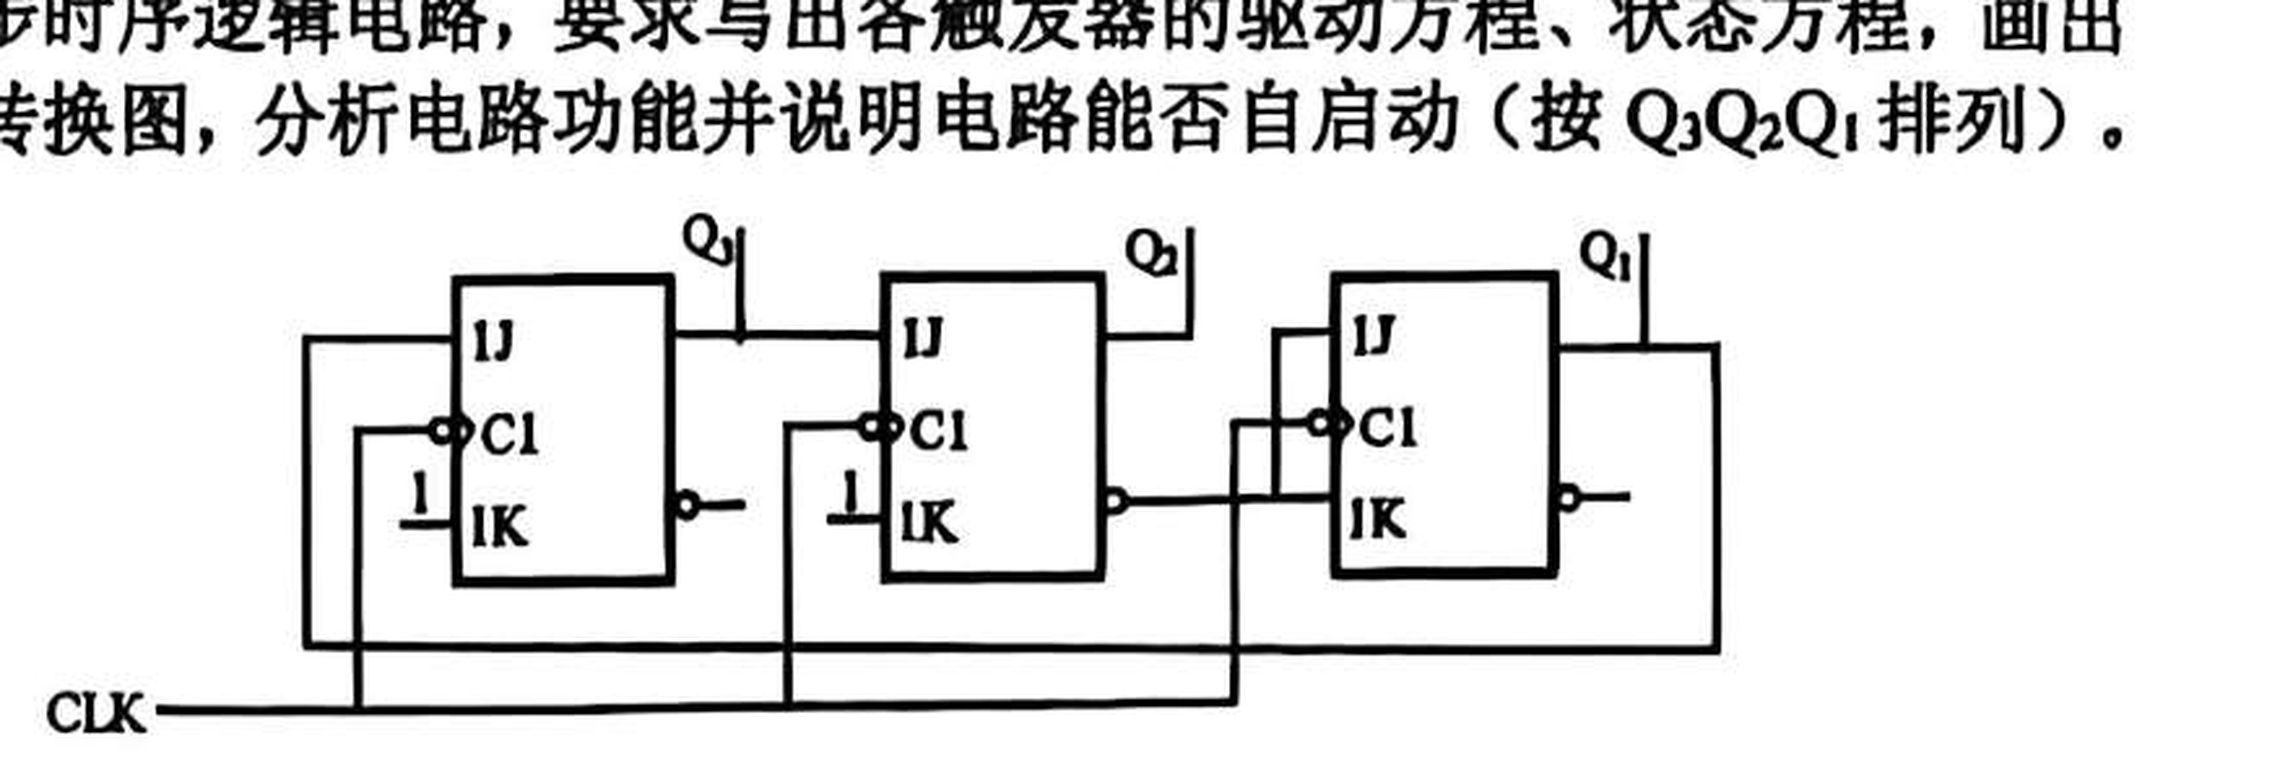 步时序逻辑电路，要求写出各触发器的驱动方程、状态方程，画出
转换图，分析电路功能并说明电路能否自启动（按 Q₃Q₂Q₁ 排列）。
Q₃ Q₂ Q₁
1J 1J 1J
C1 C1 C1
1 1
1K 1K 1K
CLK